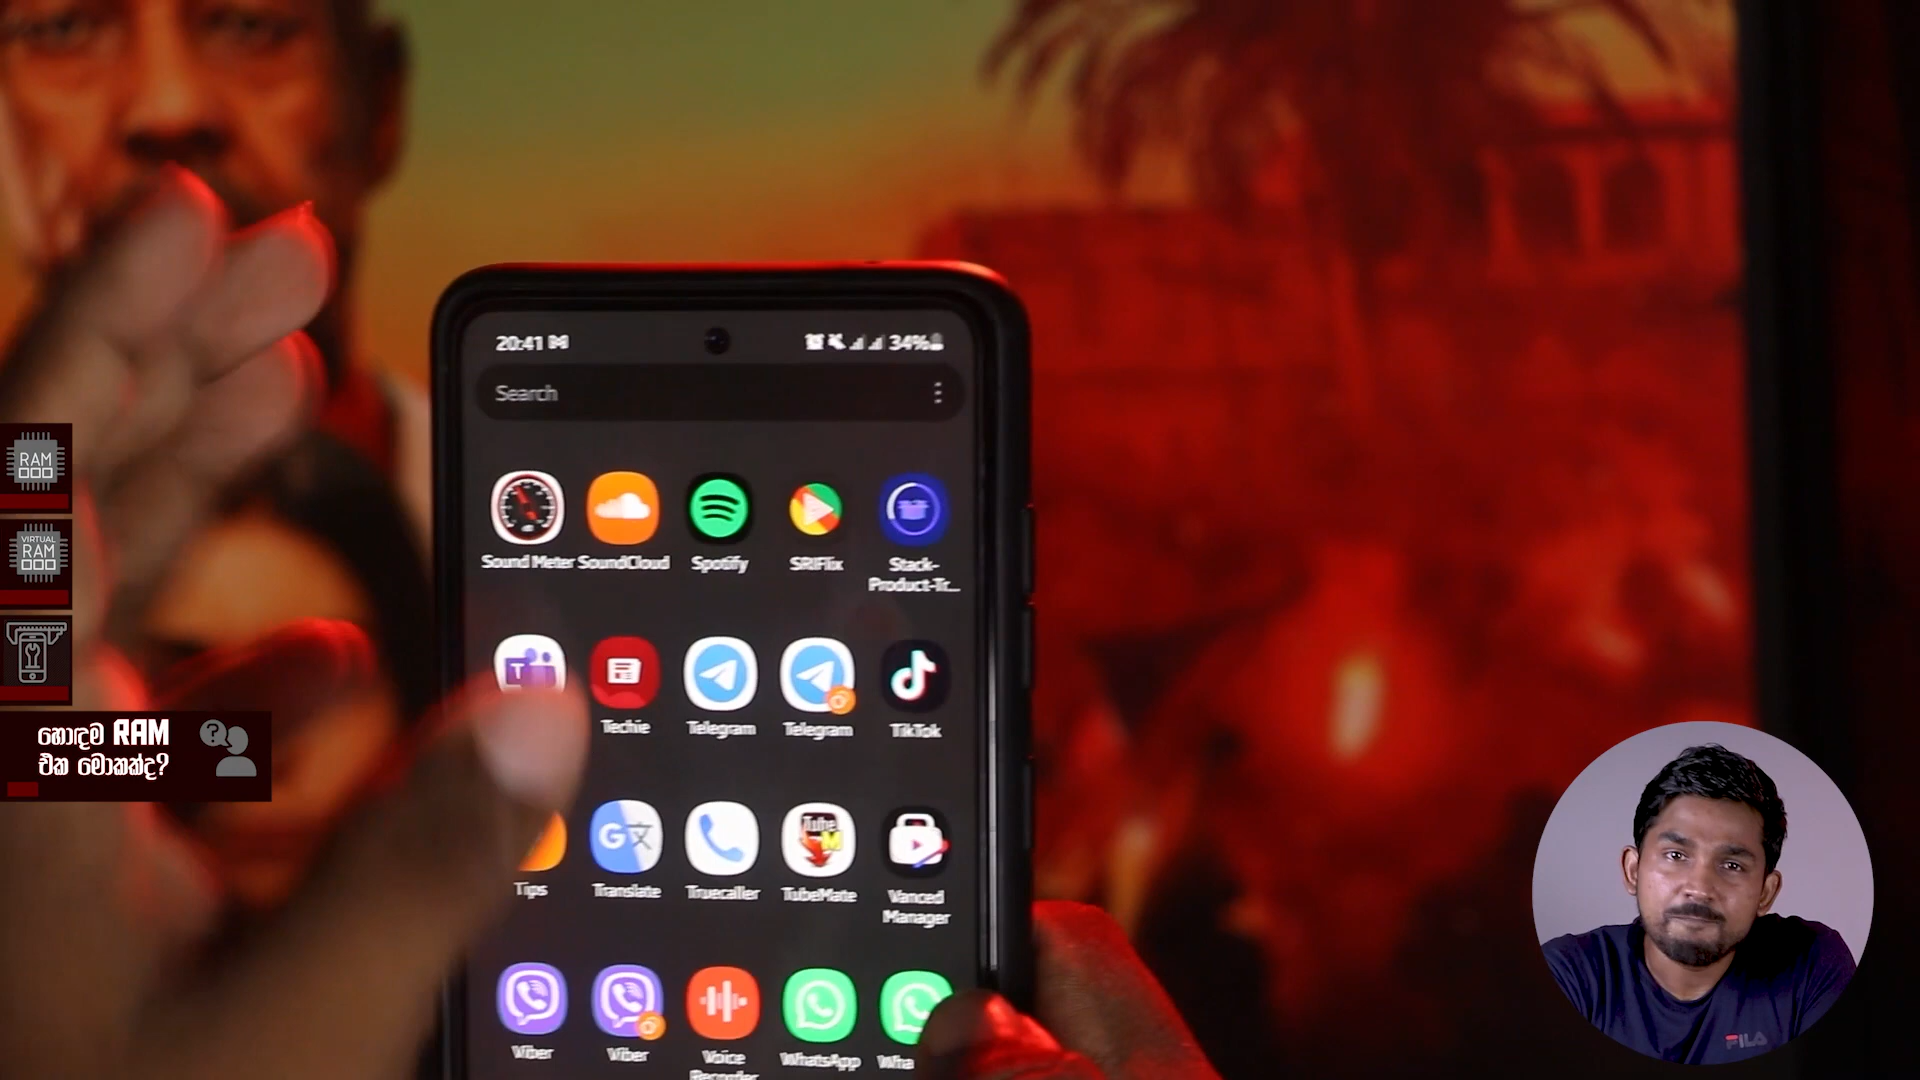 20:41
34%
Search
Sound Meter
SoundCloud
Spotify
SRIFlix
Stack-
Product-Tr...
Techie
Telegram
Telegram
TikTok
Tips
Translate
Truecaller
TubeMate
Vanced
Manager
Viber
Viber
Voice
Recorder
WhatsApp
Wha
RAM
VIRTUAL
RAM
හොඳම RAM
එක මොකක්ද?
FILA